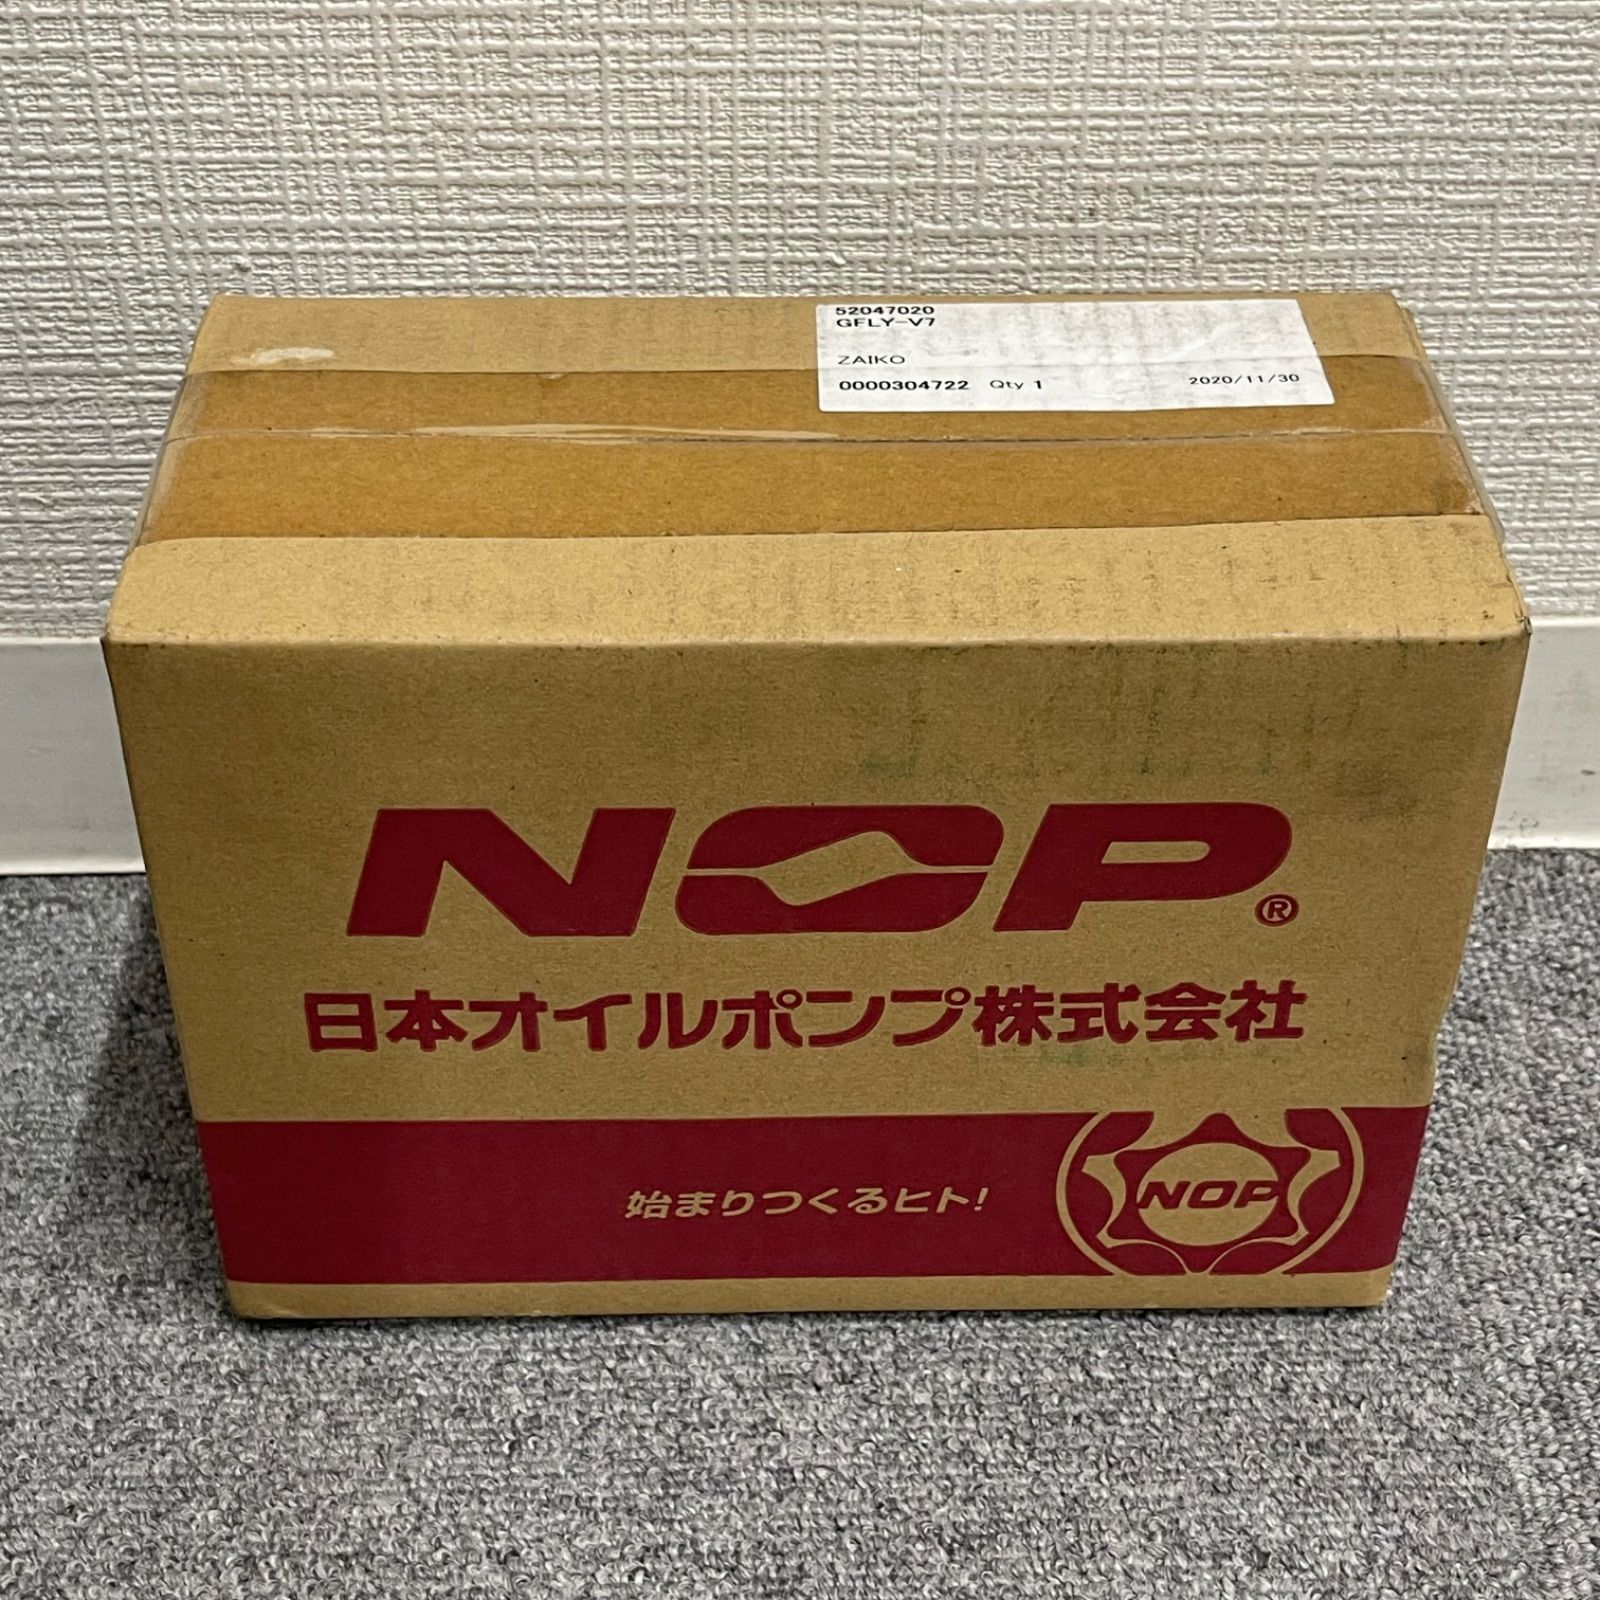 52047020
GFLY-V7
ZAIKO
0000304722 Qty 1 2020/11/30
NOP®
日本オイルポンプ株式会社
始まりつくるヒト!
NOP